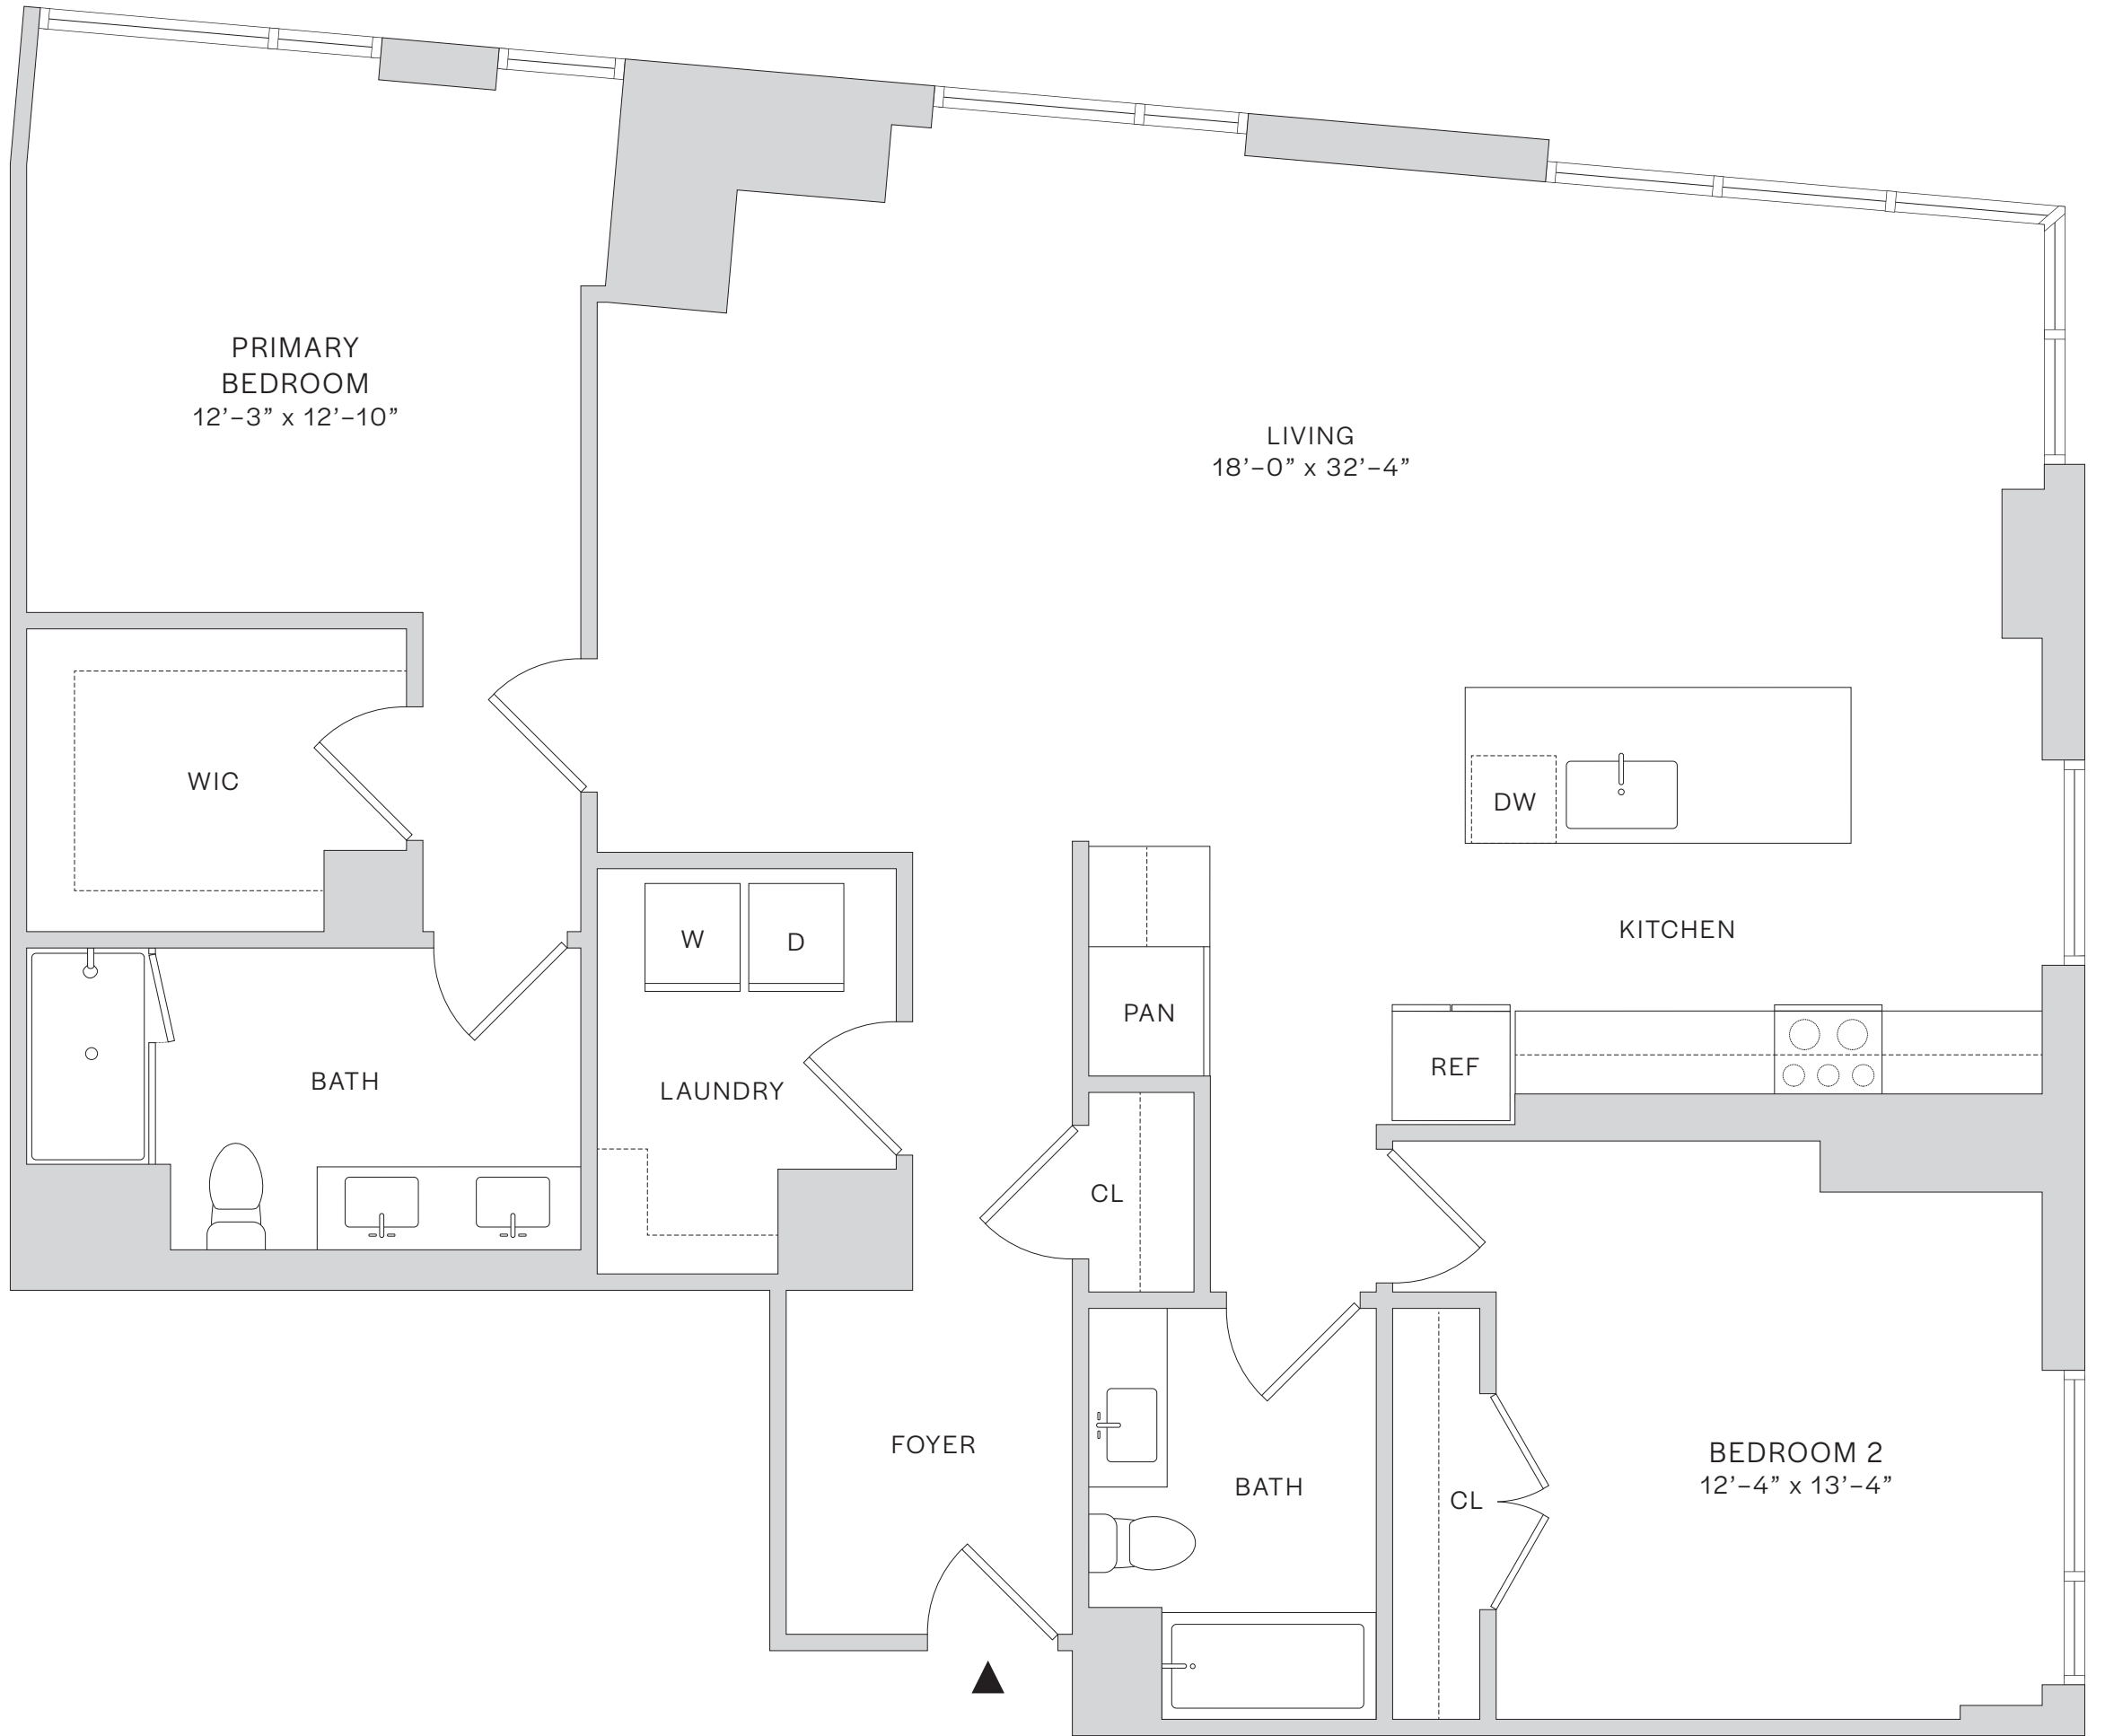 PRIMARY
BEDROOM
12’–3” x 12’–10”
LIVING
18’–0” x 32’–4”
WIC
DW
KITCHEN
W
D
PAN
REF
BATH
LAUNDRY
CL
FOYER
BATH
CL
BEDROOM 2
12’–4” x 13’–4”